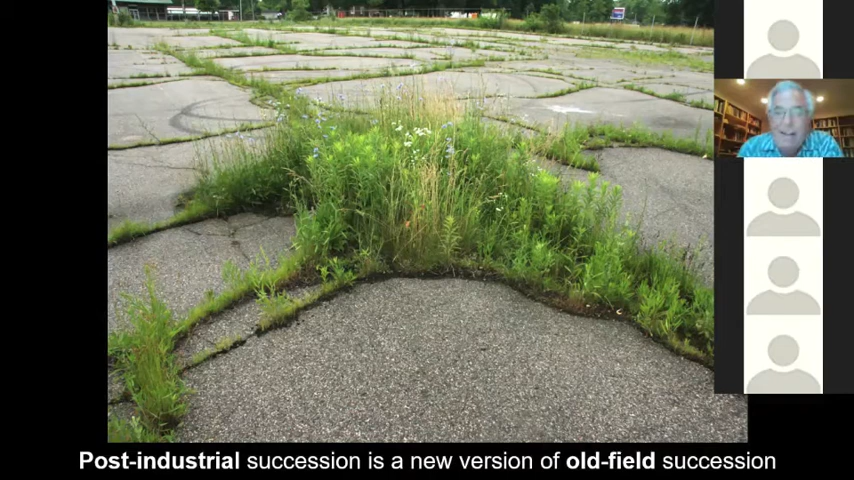 Post-industrial succession is a new version of old-field succession